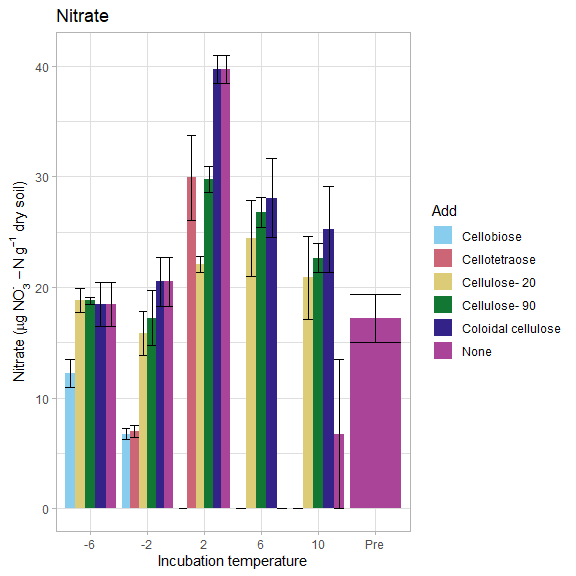 Nitrate
Nitrate (µg NO₃⁻ – N g⁻¹ dry soil)
40
30
20
10
0
-6 -2 2 6 10 Pre
Incubation temperature
Add
Cellobiose
Cellotetraose
Cellulose- 20
Cellulose- 90
Coloidal cellulose
None